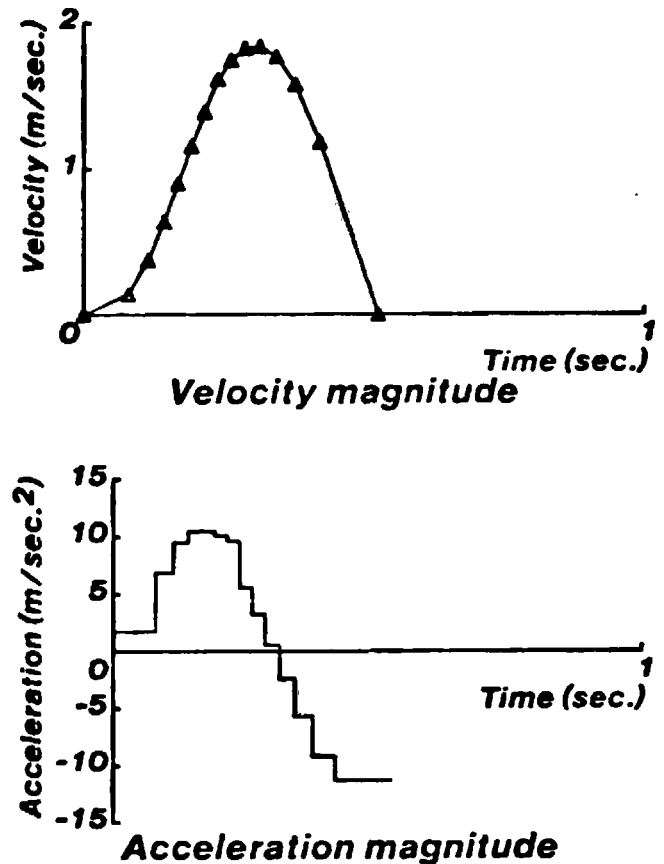 2
Velocity (m/sec.)
1
0
1
Time (sec.)
Velocity magnitude
15
10
5
0
-5
-10
-15
Acceleration (m/sec.²)
1
Time (sec.)
Acceleration magnitude